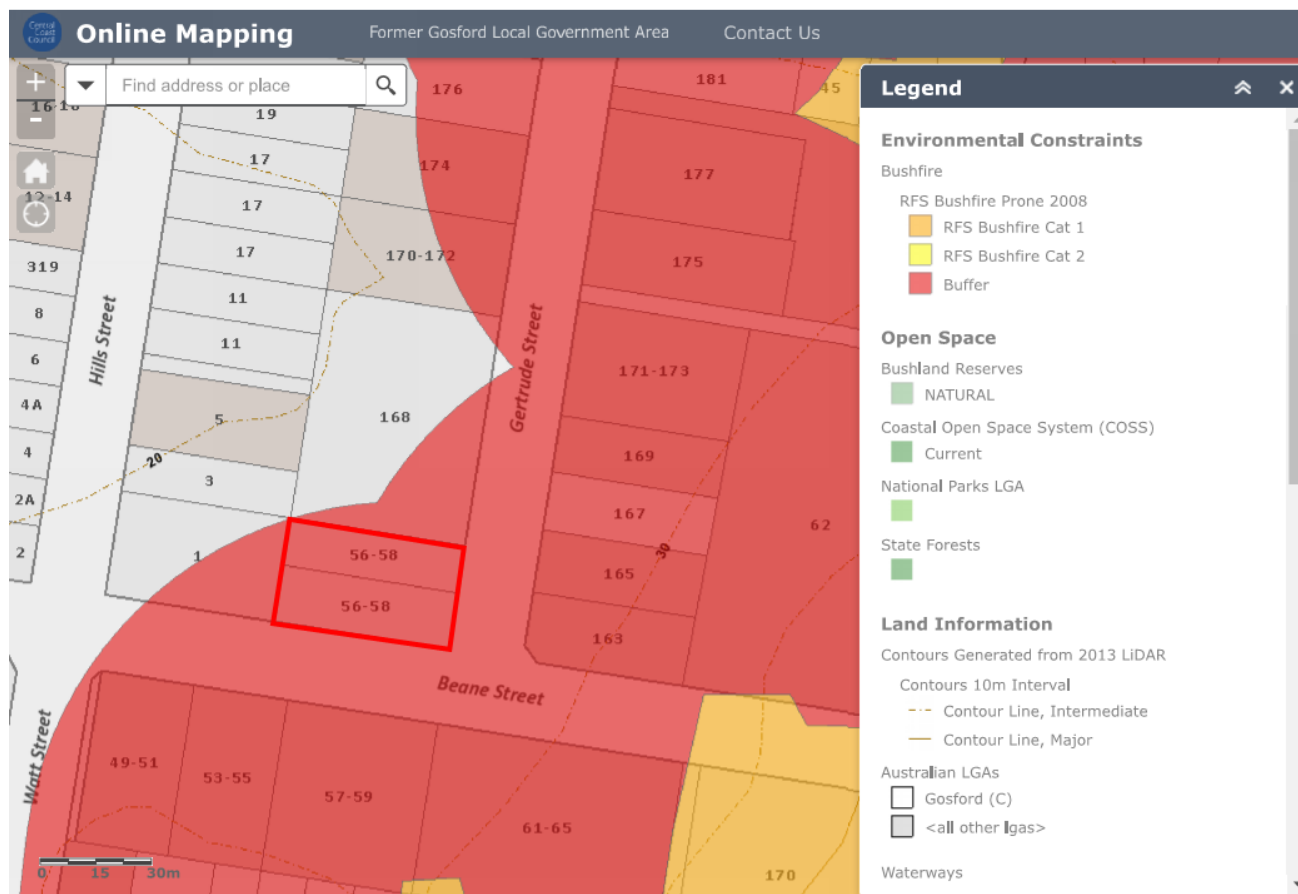 Central
Coast
Council
Online Mapping
Former Gosford Local Government Area
Contact Us
+
-
Find address or place
Legend
Environmental Constraints
Bushfire
RFS Bushfire Prone 2008
RFS Bushfire Cat 1
RFS Bushfire Cat 2
Buffer
Open Space
Bushland Reserves
NATURAL
Coastal Open Space System (COSS)
Current
National Parks LGA
State Forests
Land Information
Contours Generated from 2013 LiDAR
Contours 10m Interval
Contour Line, Intermediate
Contour Line, Major
Australian LGAs
Gosford (C)
<all other lgas>
Waterways
176
181
45
19
17
174
177
12-14
17
17
170-172
175
319
11
8
11
6
171-173
4A
5
168
4
20
169
3
2A
167
62
2
1
56-58
30
165
56-58
163
Hills Street
Gertrude Street
Beane Street
Watt Street
49-51
53-55
57-59
61-65
170
0 15 30m